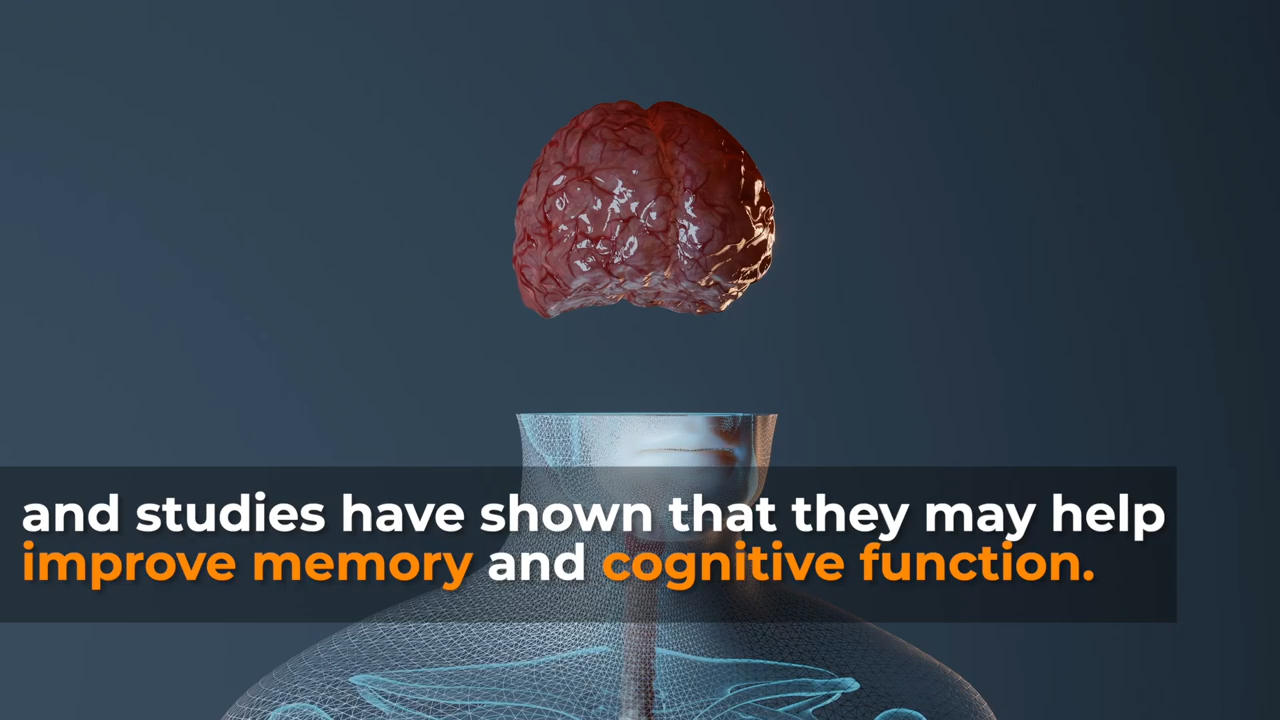 and studies have shown that they may help
improve memory and cognitive function.